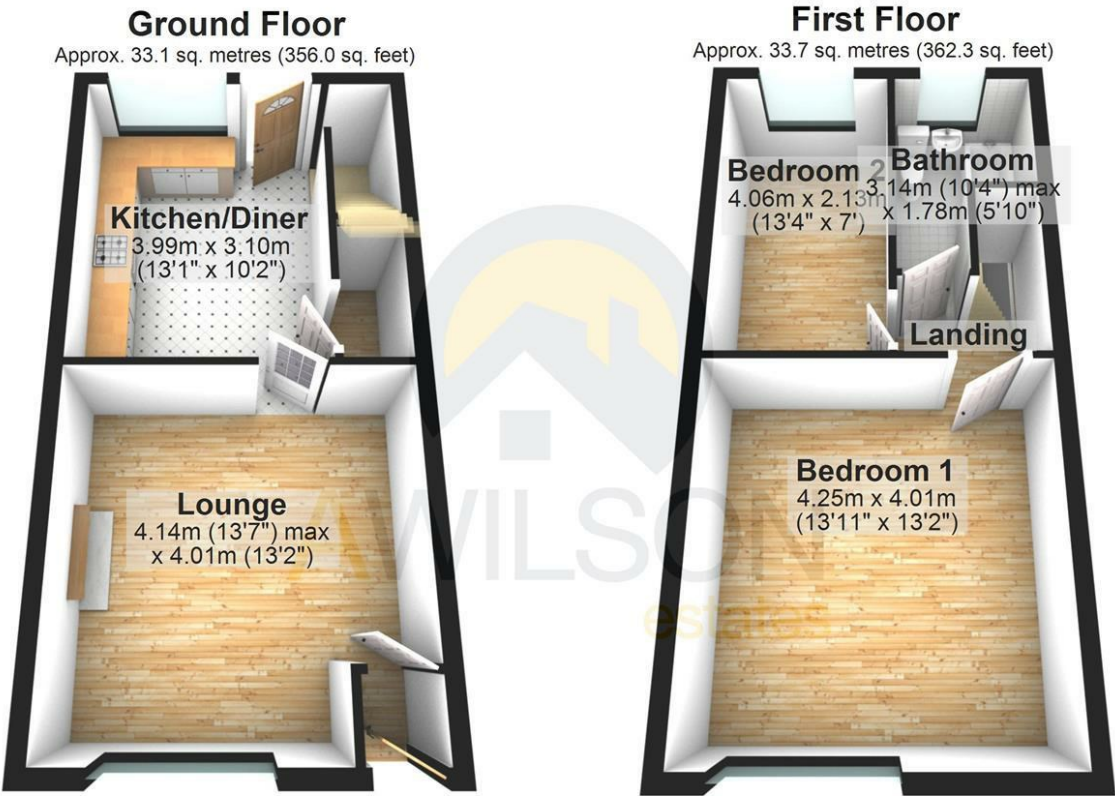 Ground Floor
Approx. 33.1 sq. metres (356.0 sq. feet)
Kitchen/Diner
3.99m x 3.10m
(13'1" x 10'2")
Lounge
4.14m (13'7") max
x 4.01m (13'2")
First Floor
Approx. 33.7 sq. metres (362.3 sq. feet)
Bedroom 2
4.06m x 2.13m
(13'4" x 7')
Bathroom
3.14m (10'4") max
x 1.78m (5'10")
Landing
Bedroom 1
4.25m x 4.01m
(13'11" x 13'2")
AWILSON
estates